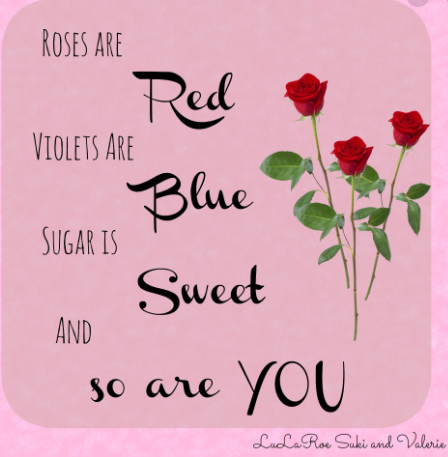 Roses are
Red
Violets Are
Blue
Sugar is
Sweet
And
so are YOU
LuLaRoe Suki and Valerie